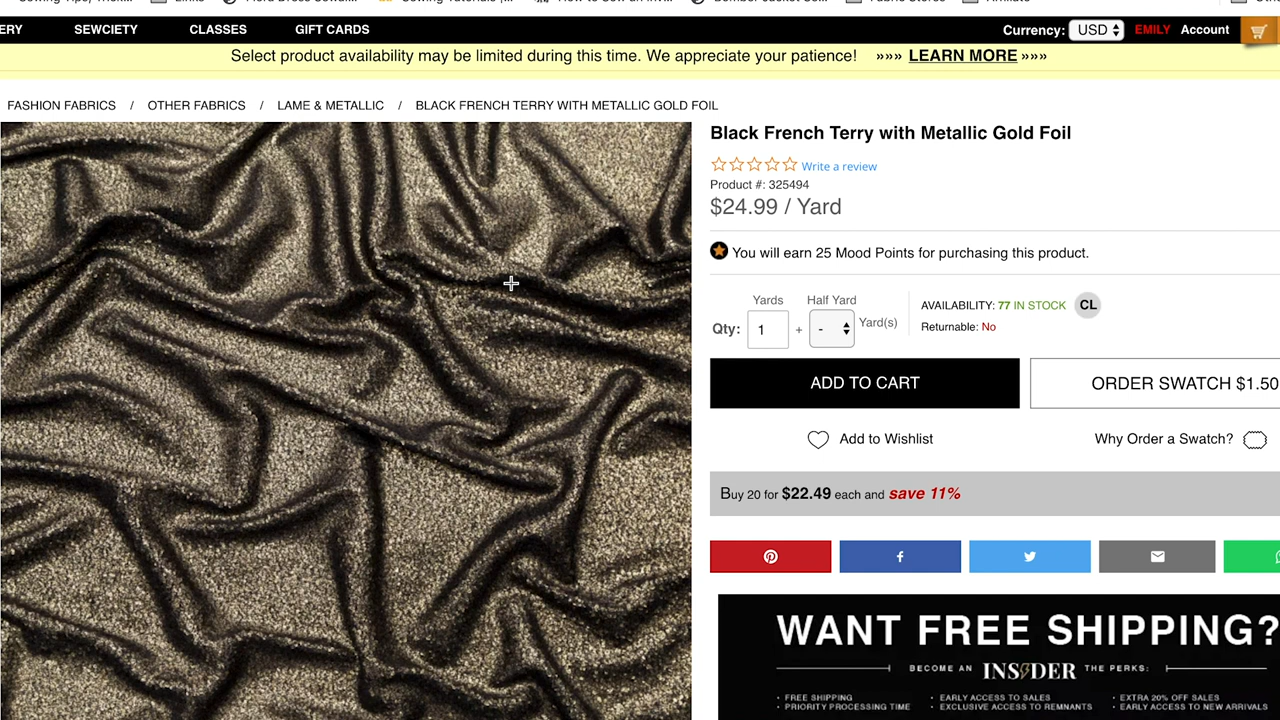 ERY SEWCIETY CLASSES GIFT CARDS Currency: USD EMILY Account
Select product availability may be limited during this time. We appreciate your patience! »»» LEARN MORE »»»
FASHION FABRICS / OTHER FABRICS / LAME & METALLIC / BLACK FRENCH TERRY WITH METALLIC GOLD FOIL
Black French Terry with Metallic Gold Foil
Write a review
Product #: 325494
$24.99 / Yard
You will earn 25 Mood Points for purchasing this product.
Yards Half Yard
Qty: 1 + - Yard(s)
AVAILABILITY: 77 IN STOCK CL
Returnable: No
ADD TO CART ORDER SWATCH $1.50
Add to Wishlist Why Order a Swatch?
Buy 20 for $22.49 each and save 11%
WANT FREE SHIPPING?
BECOME AN INSIDER THE PERKS:
• FREE SHIPPING • EARLY ACCESS TO SALES • EXTRA 20% OFF SALES
• PRIORITY PROCESSING TIME • EXCLUSIVE ACCESS TO REMNANTS • EARLY ACCESS TO NEW ARRIVALS